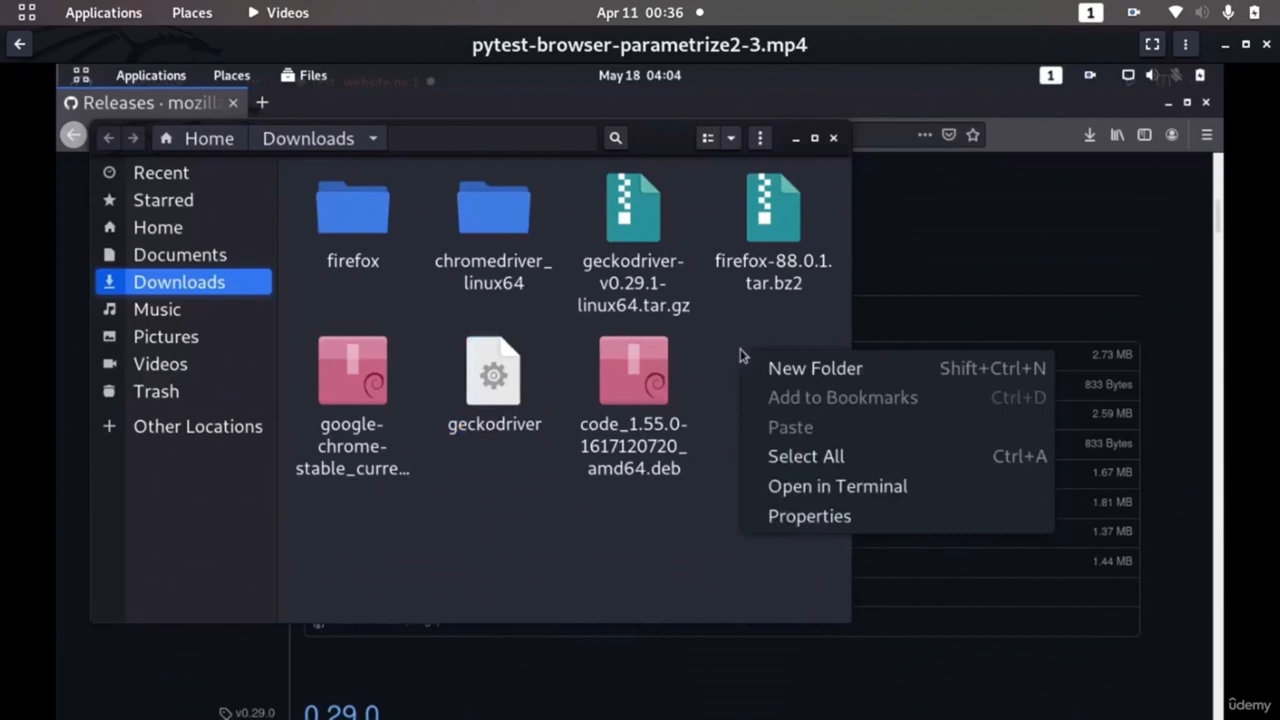 Applications Places Videos Apr 11 00:36 1
pytest-browser-parametrize2-3.mp4
Applications Places Files May 18 04:04 1
Releases · mozill
Home Downloads
Recent
Starred
Home
Documents
Downloads
Music
Pictures
Videos
Trash
Other Locations
firefox
chromedriver_
linux64
geckodriver-
v0.29.1-
linux64.tar.gz
firefox-88.0.1.
tar.bz2
google-
chrome-
stable_curre...
geckodriver
code_1.55.0-
1617120720_
amd64.deb
New Folder Shift+Ctrl+N
Add to Bookmarks Ctrl+D
Paste
Select All Ctrl+A
Open in Terminal
Properties
2.73 MB
833 Bytes
2.59 MB
833 Bytes
1.67 MB
1.81 MB
1.37 MB
1.44 MB
v0.29.0
0.29.0
ûdemy